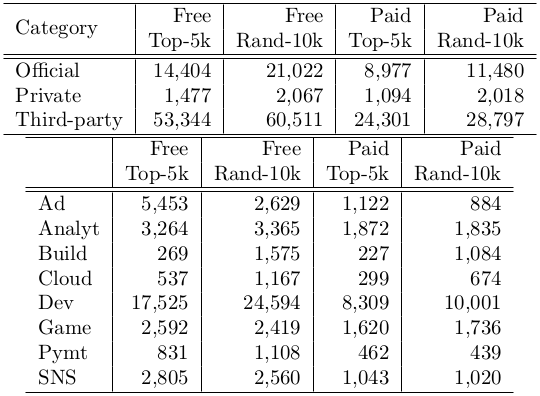 Category Free Free Paid Paid
Top-5k Rand-10k Top-5k Rand-10k
Official 14,404 21,022 8,977 11,480
Private 1,477 2,067 1,094 2,018
Third-party 53,344 60,511 24,301 28,797
Free Free Paid Paid
Top-5k Rand-10k Top-5k Rand-10k
Ad 5,453 2,629 1,122 884
Analyt 3,264 3,365 1,872 1,835
Build 269 1,575 227 1,084
Cloud 537 1,167 299 674
Dev 17,525 24,594 8,309 10,001
Game 2,592 2,419 1,620 1,736
Pymt 831 1,108 462 439
SNS 2,805 2,560 1,043 1,020